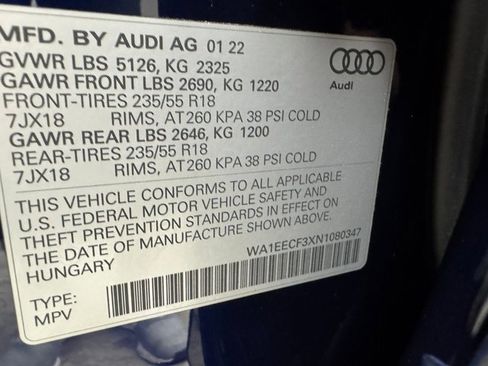 MFD. BY AUDI AG 01 22
GVWR LBS 5126, KG 2325
GAWR FRONT LBS 2690, KG 1220
FRONT-TIRES 235/55 R18
7JX18 RIMS, AT 260 KPA 38 PSI COLD
GAWR REAR LBS 2646, KG 1200
REAR-TIRES 235/55 R18
7JX18 RIMS, AT 260 KPA 38 PSI COLD
Audi
THIS VEHICLE CONFORMS TO ALL APPLICABLE
U.S. FEDERAL MOTOR VEHICLE SAFETY AND
THEFT PREVENTION STANDARDS IN EFFECT ON
THE DATE OF MANUFACTURE SHOWN ABOVE.
HUNGARY
WA1EECF3XN1080347
TYPE:
MPV